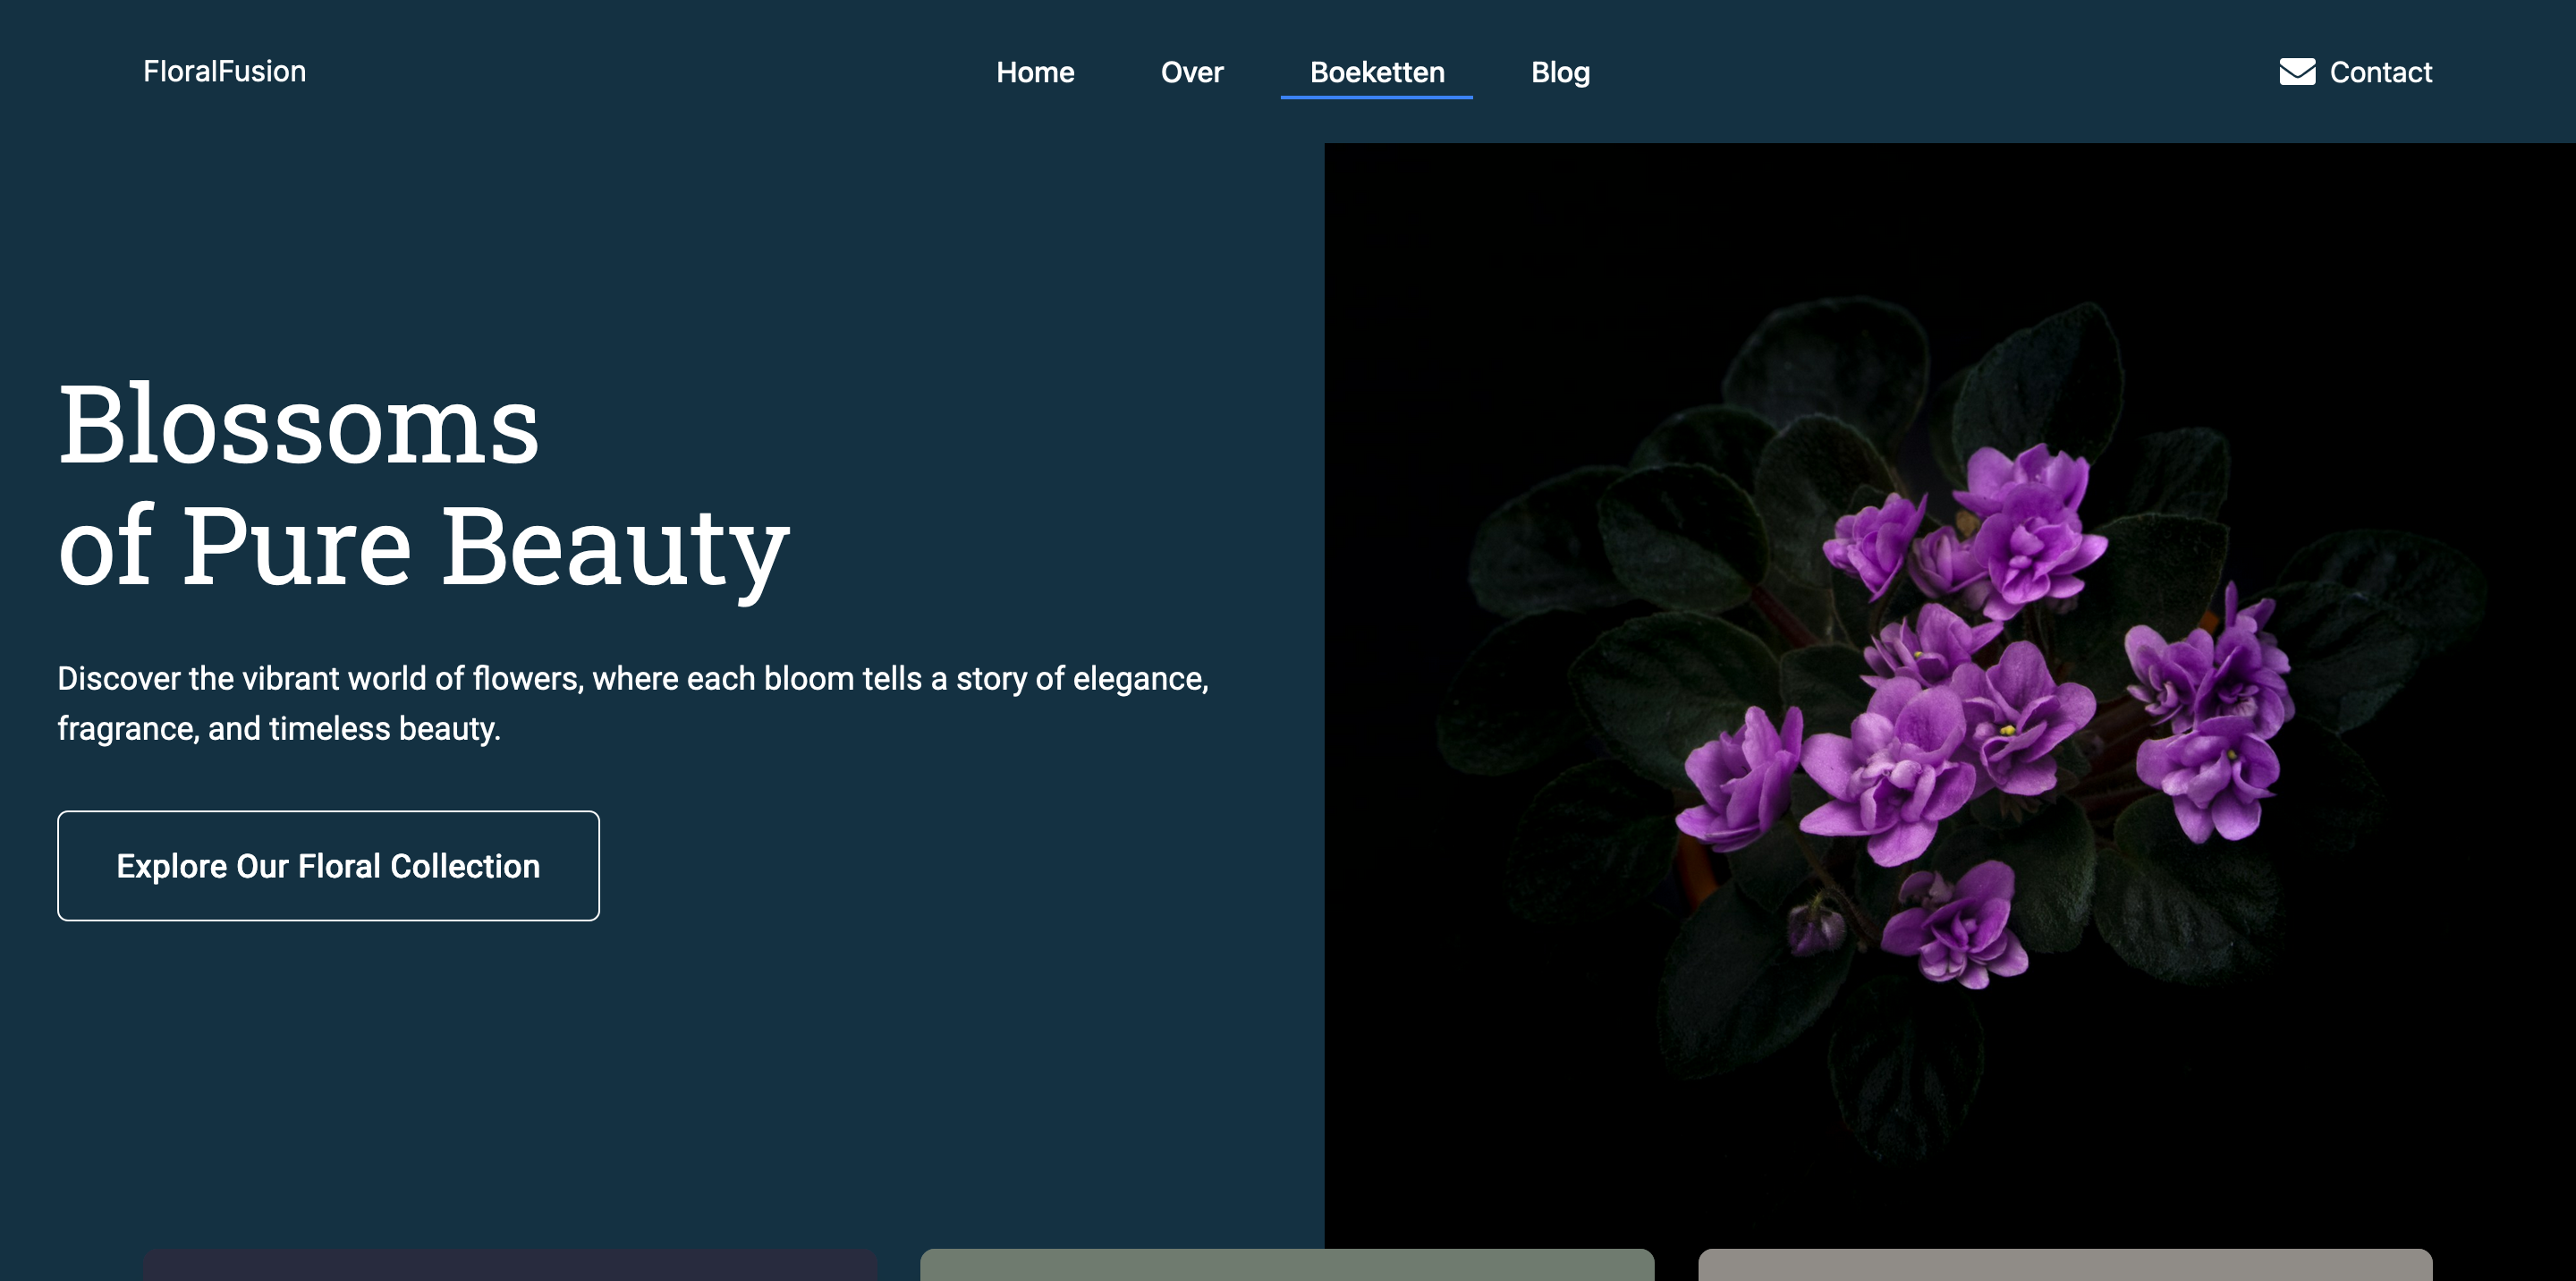 FloralFusion
Home Over Boeketten Blog
Contact
Blossoms
of Pure Beauty
Discover the vibrant world of flowers, where each bloom tells a story of elegance,
fragrance, and timeless beauty.
Explore Our Floral Collection